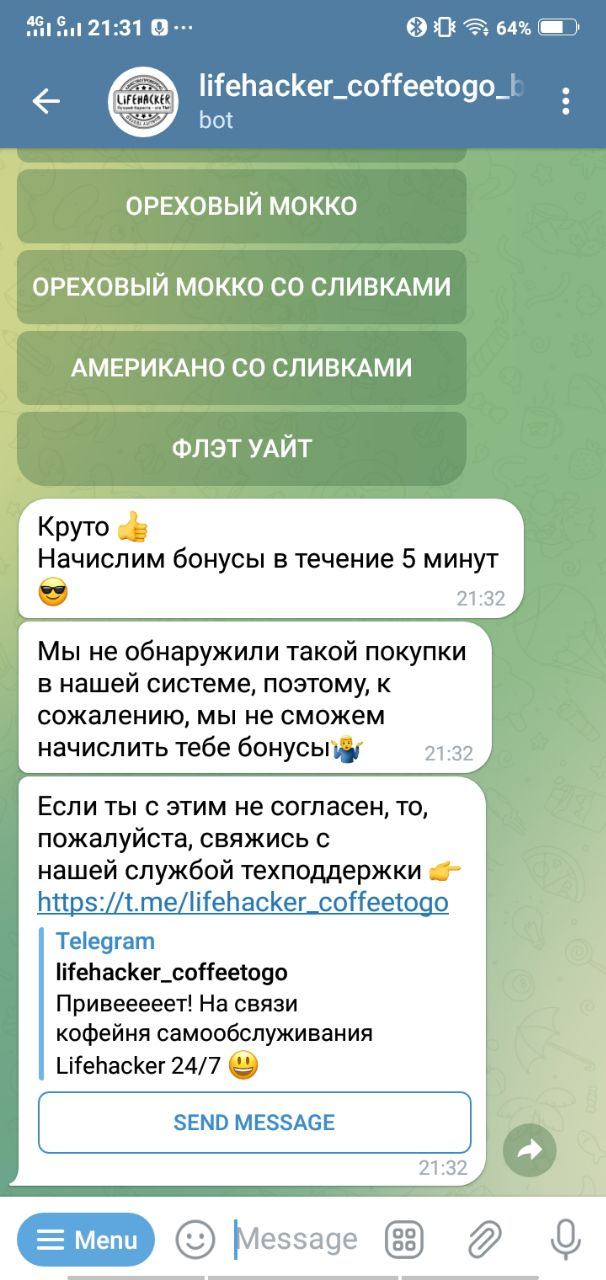 4G G 21:31 ... 64%
lifehacker_coffeetogo_b
bot
LIFEHACKER
ОРЕХОВЫЙ МОККО
ОРЕХОВЫЙ МОККО СО СЛИВКАМИ
АМЕРИКАНО СО СЛИВКАМИ
ФЛЭТ УАЙТ
Круто 👍
Начислим бонусы в течение 5 минут
😎
21:32
Мы не обнаружили такой покупки
в нашей системе, поэтому, к
сожалению, мы не сможем
начислить тебе бонусы🤷‍♂️
21:32
Если ты с этим не согласен, то,
пожалуйста, свяжись с
нашей службой техподдержки 👉
https://t.me/lifehacker_coffeetogo
Telegram
lifehacker_coffeetogo
Привееееет! На связи
кофейня самообслуживания
Lifehacker 24/7 😃
SEND MESSAGE
21:32
Menu
Message